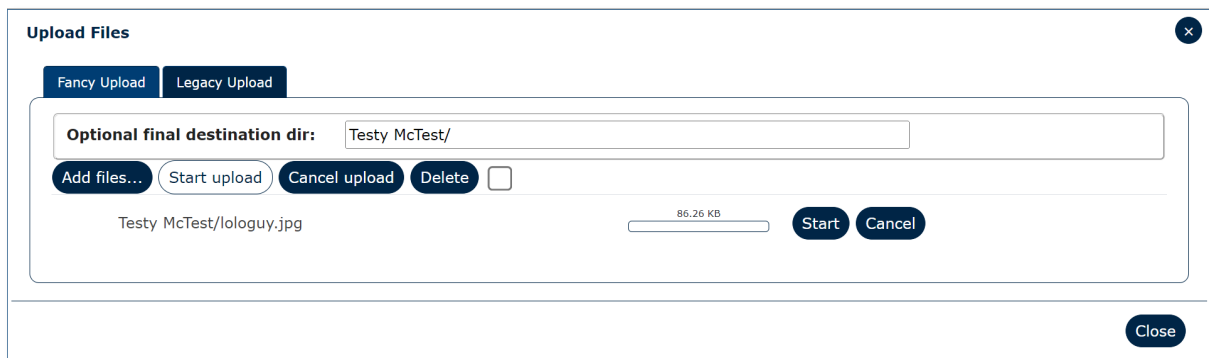 Upload Files
×
Fancy Upload Legacy Upload
Optional final destination dir: Testy McTest/
Add files... Start upload Cancel upload Delete
Testy McTest/lologuy.jpg 86.26 KB Start Cancel
Close